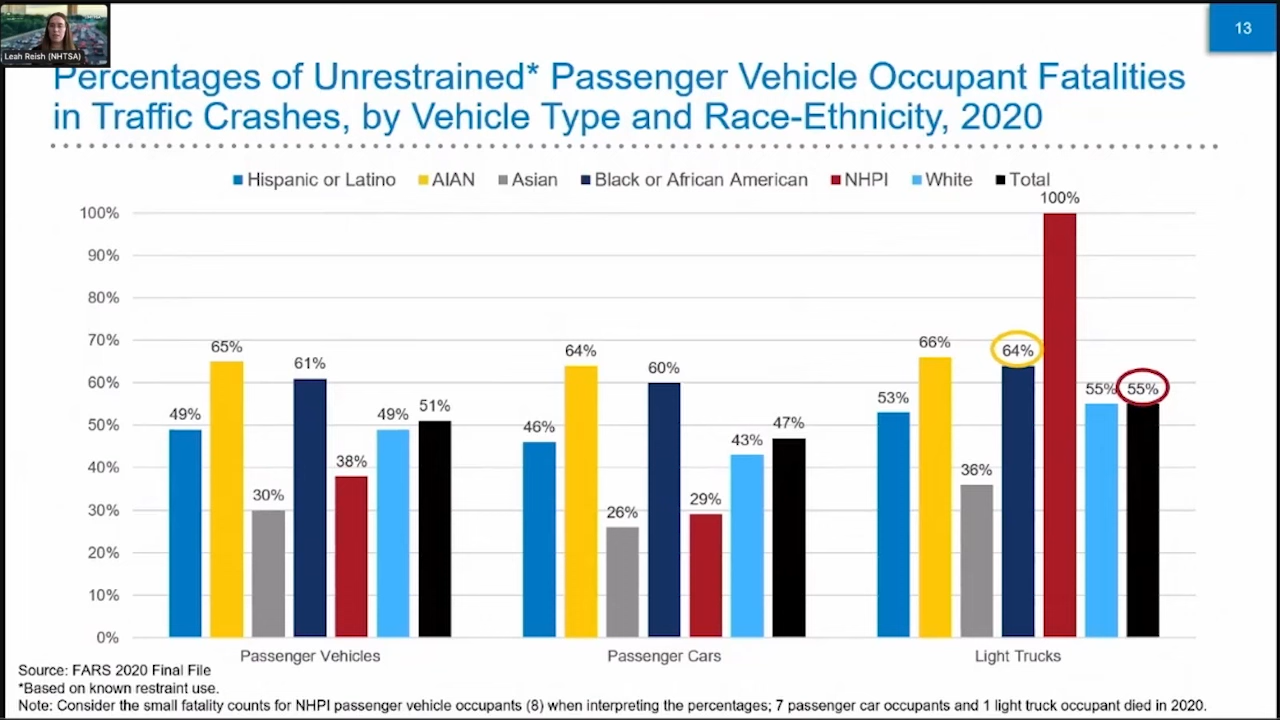 Leah Reish (NHTSA)
13
Percentages of Unrestrained* Passenger Vehicle Occupant Fatalities
in Traffic Crashes, by Vehicle Type and Race-Ethnicity, 2020
Hispanic or Latino AIAN Asian Black or African American NHPI White Total
100%
90%
80%
70%
60%
50%
40%
30%
20%
10%
0%
49% 65% 30% 61% 38% 49% 51%
46% 64% 26% 60% 29% 43% 47%
53% 66% 36% 64% 100% 55% 55%
Passenger Vehicles Passenger Cars Light Trucks
Source: FARS 2020 Final File
*Based on known restraint use.
Note: Consider the small fatality counts for NHPI passenger vehicle occupants (8) when interpreting the percentages; 7 passenger car occupants and 1 light truck occupant died in 2020.